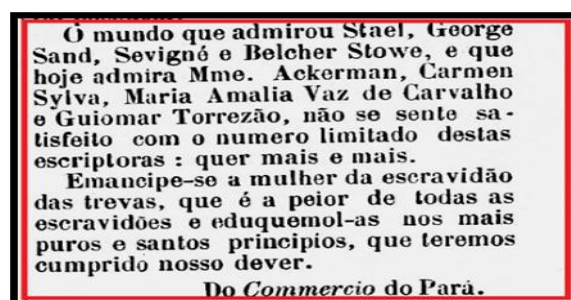 O mundo que admirou Stael, George
Sand, Sevigné e Belcher Stowe, e que
hoje admira Mme. Ackerman, Carmen
Sylva, Maria Amalia Vaz de Carvalho
e Guiomar Torrezão, não se sente sa-
tisfeito com o numero limitado destas
escriptoras : quer mais e mais.
Emancipe-se a mulher da escravidão
das trevas, que é a peior de todas as
escravidões e eduquemol-as nos mais
puros e santos principios, que teremos
cumprido nosso dever.
Do Commercio do Pará.